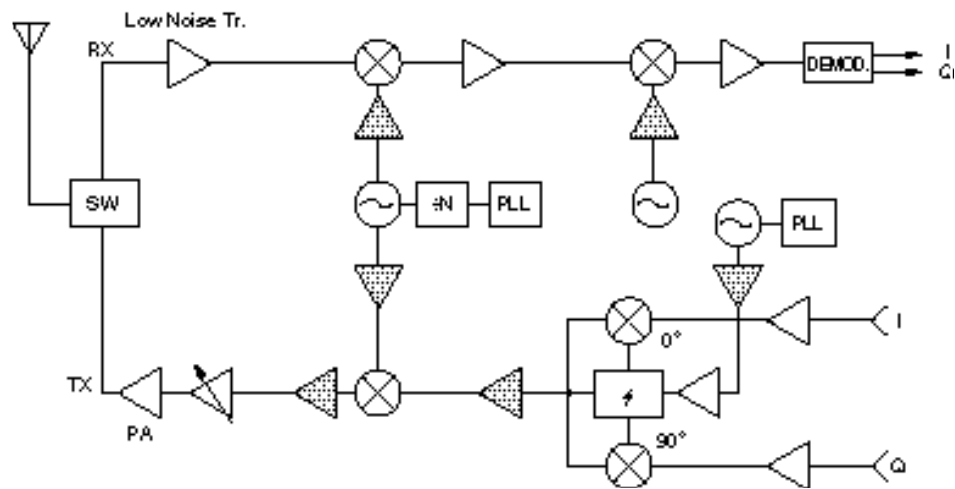 Low Noise Tr.
RX
DEMOD.
I
Q
SW
÷N
PLL
PLL
0°
I
TX
PA
90°
Q